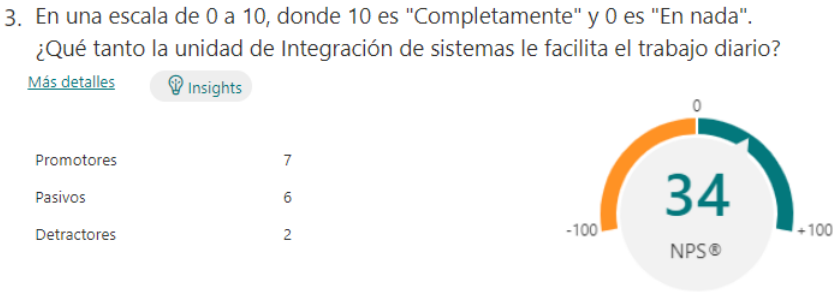 3. En una escala de 0 a 10, donde 10 es "Completamente" y 0 es "En nada".
¿Qué tanto la unidad de Integración de sistemas le facilita el trabajo diario?
Más detalles
Insights
Promotores 7
Pasivos 6
Detractores 2
0
34
-100
+100
NPS®